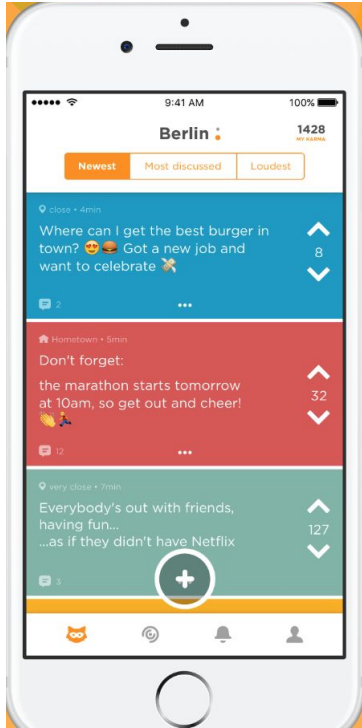 9:41 AM
100%
Berlin
1428
MY KARMA
Newest
Most discussed
Loudest
close • 4min
Where can I get the best burger in
town? 😍🍔 Got a new job and
want to celebrate 💸
8
2
Hometown • 5min
Don't forget:
the marathon starts tomorrow
at 10am, so get out and cheer!
👏🏃
32
12
very close • 7min
Everybody's out with friends,
having fun...
...as if they didn't have Netflix
127
3